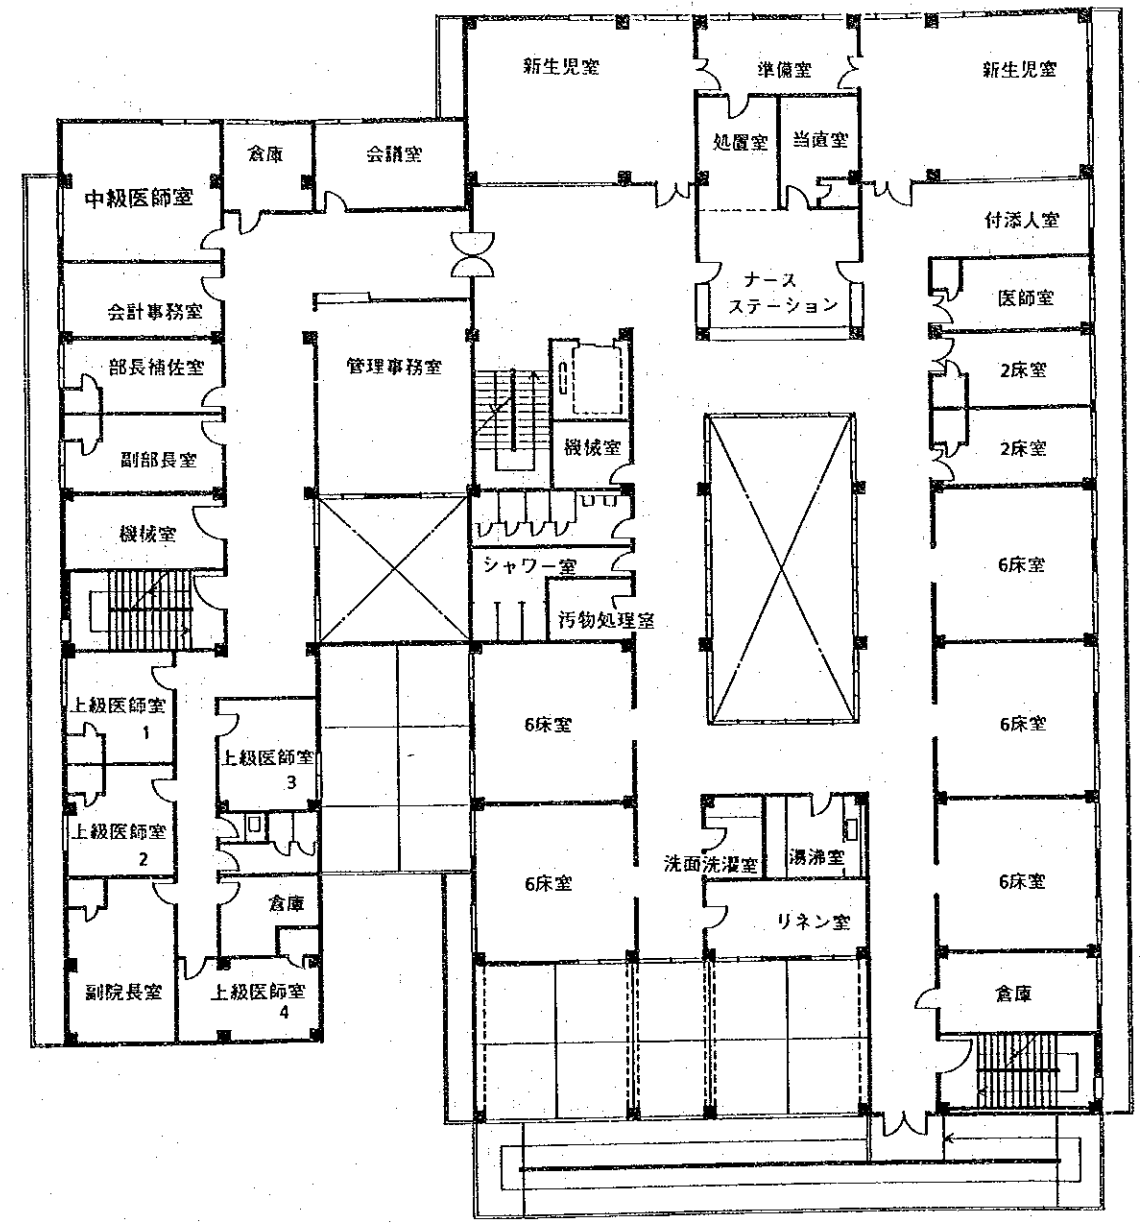 新生児室
準備室
新生児室
処置室
当直室
倉庫
会議室
中級医師室
付添人室
ナース
ステーション
医師室
会計事務室
部長補佐室
管理事務室
2床室
副部長室
機械室
2床室
機械室
シャワー室
6床室
汚物処理室
上級医師室
1
上級医師室
3
6床室
6床室
上級医師室
2
洗面洗濯室
湯沸室
6床室
6床室
倉庫
リネン室
副院長室
上級医師室
4
倉庫